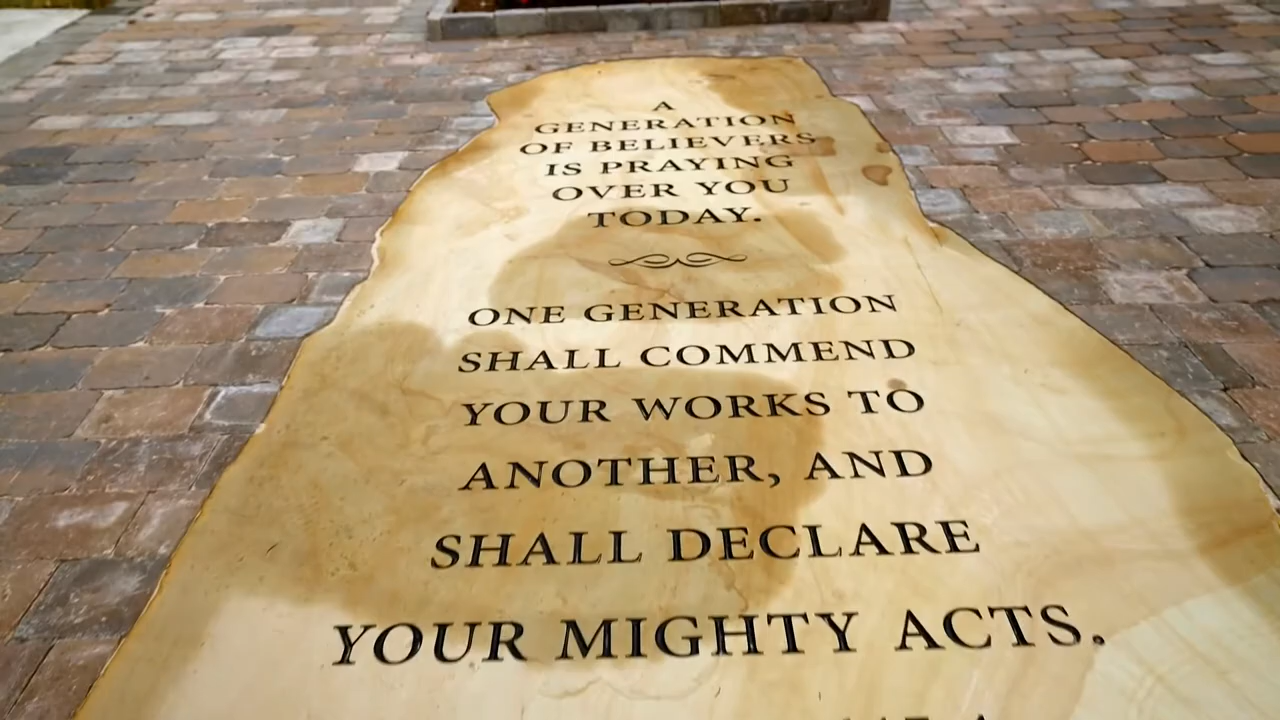 A
GENERATION
OF BELIEVERS
IS PRAYING
OVER YOU
TODAY.
ONE GENERATION
SHALL COMMEND
YOUR WORKS TO
ANOTHER, AND
SHALL DECLARE
YOUR MIGHTY ACTS.